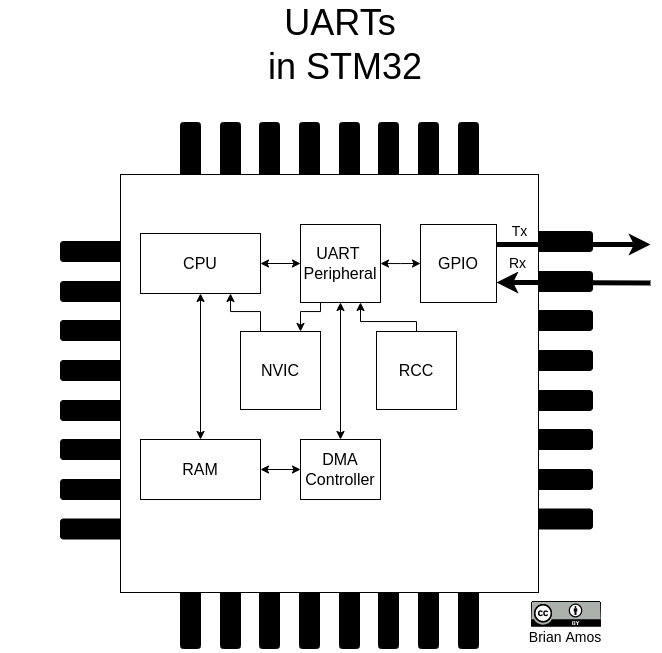 UARTs
in STM32
Tx
Rx
CPU
UART
Peripheral
GPIO
NVIC
RCC
RAM
DMA
Controller
cc
BY
Brian Amos